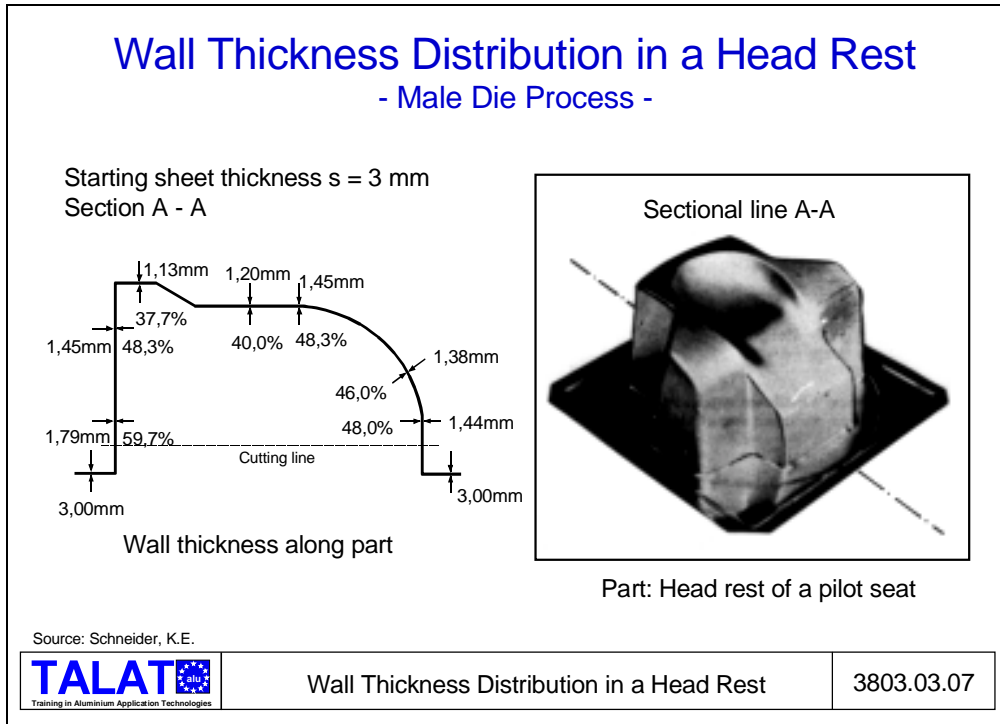 Wall Thickness Distribution in a Head Rest
- Male Die Process -
Starting sheet thickness s = 3 mm
Section A - A
Sectional line A-A
1,13mm
1,20mm
1,45mm
37,7%
1,45mm
48,3%
40,0%
48,3%
1,38mm
46,0%
1,79mm
59,7%
48,0%
1,44mm
Cutting line
3,00mm
3,00mm
Wall thickness along part
Part: Head rest of a pilot seat
Source: Schneider, K.E.
TALAT
alu
Training in Aluminium Application Technologies
Wall Thickness Distribution in a Head Rest
3803.03.07